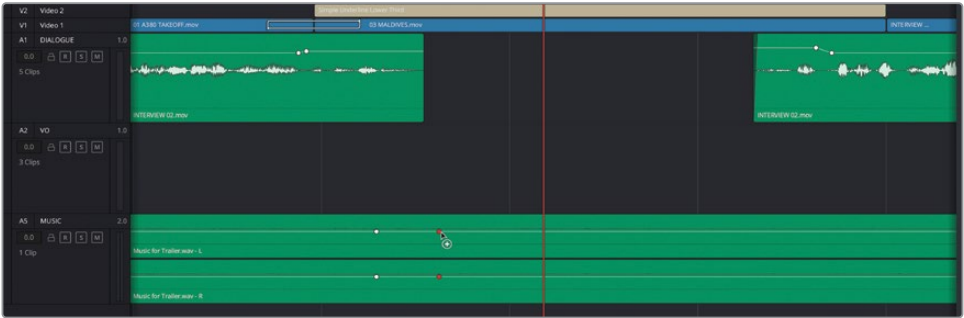 V2 Video 2 Simple Underline Lower Third
V1 Video 1 01 A380 TAKEOFF.mov 03 MALDIVES.mov INTERVIEW ...
A1 DIALOGUE 1.0
0.0 R S M
5 Clips
INTERVIEW 02.mov INTERVIEW 02.mov
A2 VO 1.0
0.0 R S M
3 Clips
A5 MUSIC 2.0
0.0 R S M
Music for Trailer.wav - L
1 Clip
Music for Trailer.wav - R